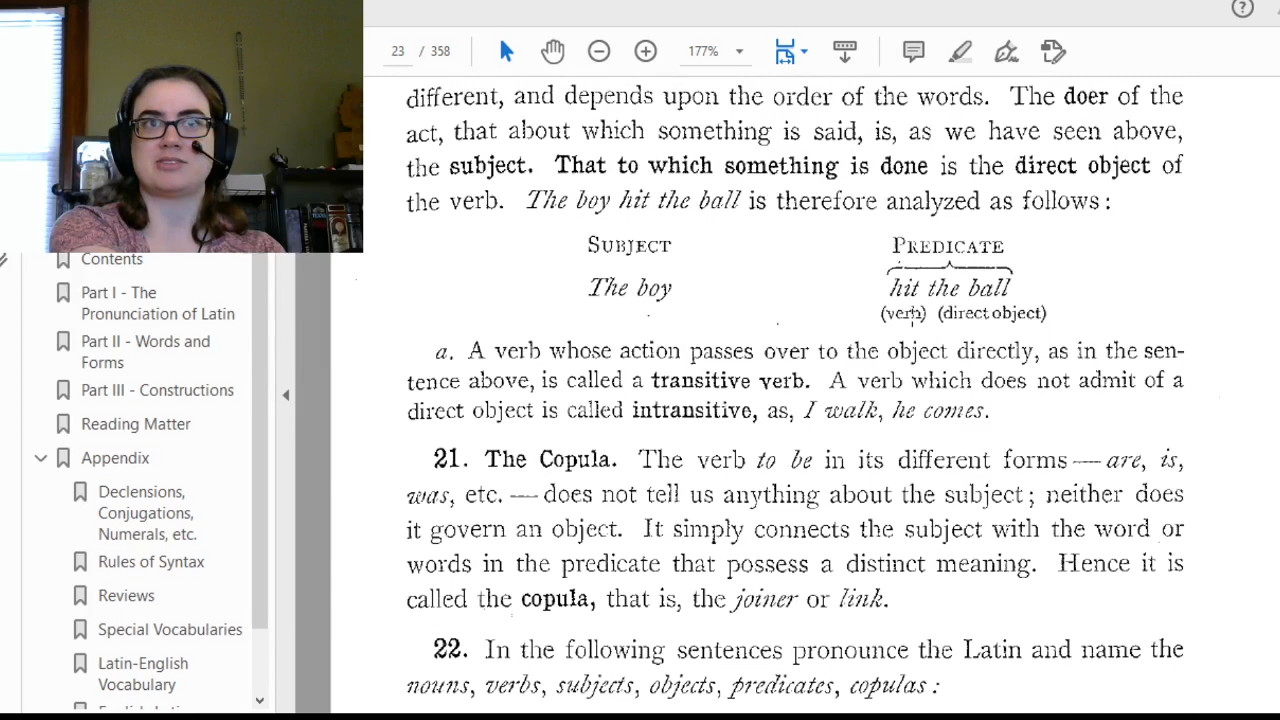 23 / 358
177%
different, and depends upon the order of the words. The doer of the
act, that about which something is said, is, as we have seen above,
the subject. That to which something is done is the direct object of
the verb. The boy hit the ball is therefore analyzed as follows:
SUBJECT PREDICATE
The boy hit the ball
(verb) (direct object)
a. A verb whose action passes over to the object directly, as in the sen-
tence above, is called a transitive verb. A verb which does not admit of a
direct object is called intransitive, as, I walk, he comes.
21. The Copula. The verb to be in its different forms — are, is,
was, etc. — does not tell us anything about the subject; neither does
it govern an object. It simply connects the subject with the word or
words in the predicate that possess a distinct meaning. Hence it is
called the copula, that is, the joiner or link.
22. In the following sentences pronounce the Latin and name the
nouns, verbs, subjects, objects, predicates, copulas:
Contents
Part I - The
Pronunciation of Latin
Part II - Words and
Forms
Part III - Constructions
Reading Matter
Appendix
Declensions,
Conjugations,
Numerals, etc.
Rules of Syntax
Reviews
Special Vocabularies
Latin-English
Vocabulary